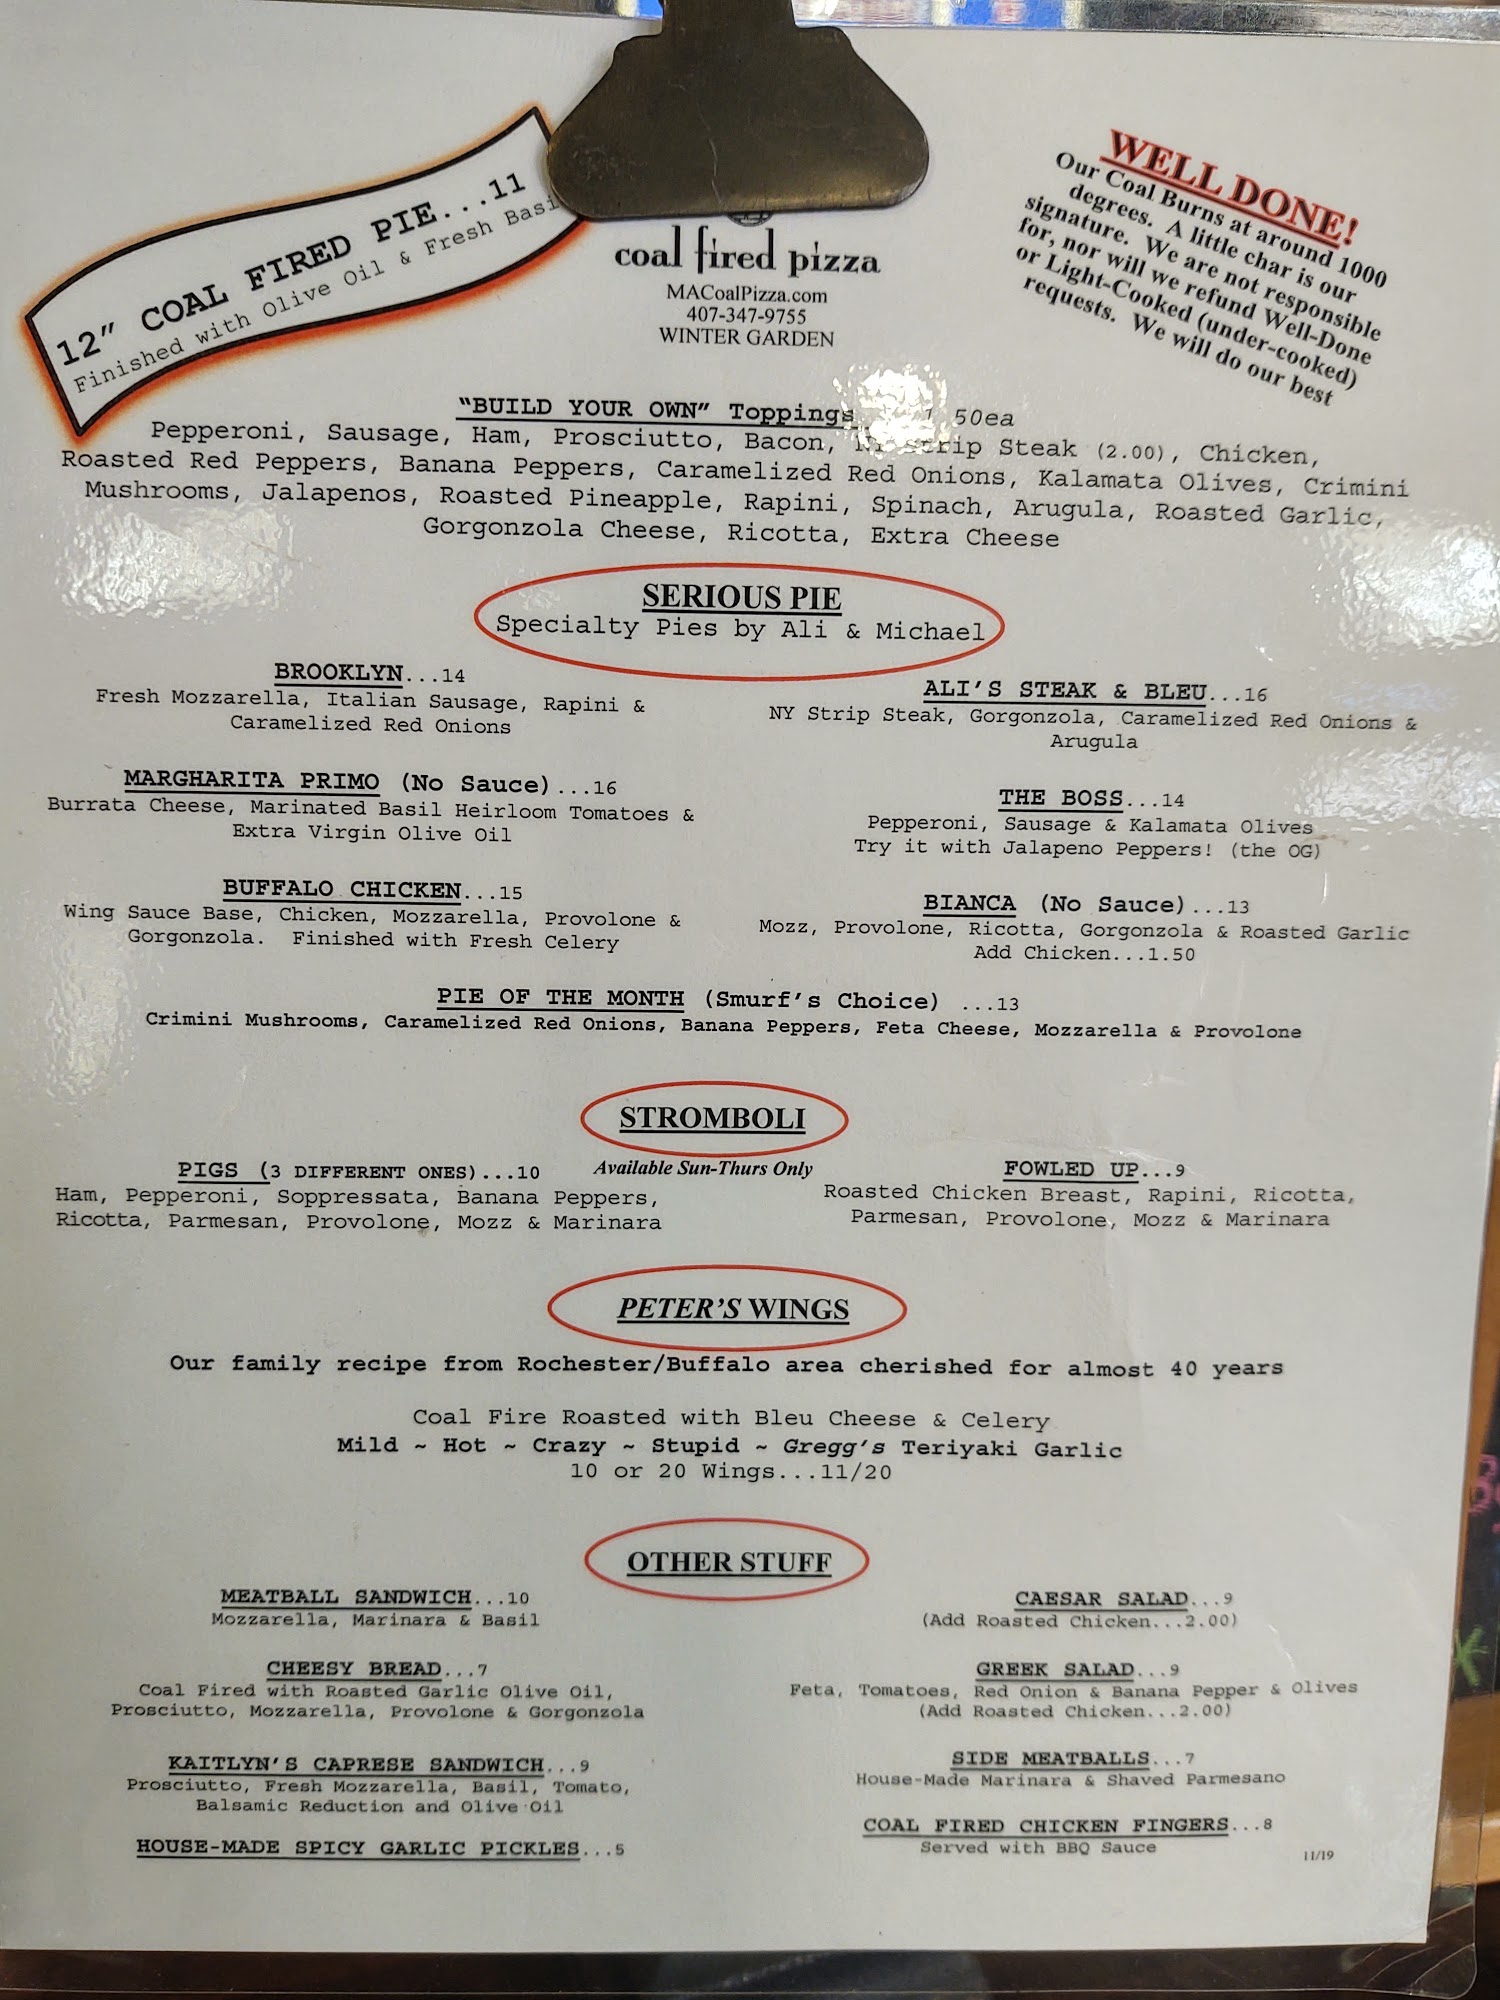 12" COAL FIRED PIE...11
Finished with Olive Oil & Fresh Basi
coal fired pizza
MACoalPizza.com
407-347-9755
WINTER GARDEN
WELL DONE!
Our Coal Burns at around 1000
degrees. A little char is our
signature. We are not responsible
for, nor will we refund Well-Done
or Light-Cooked (under-cooked)
requests. We will do our best
"BUILD YOUR OWN" Toppings 50ea
Pepperoni, Sausage, Ham, Prosciutto, Bacon, Strip Steak (2.00), Chicken,
Roasted Red Peppers, Banana Peppers, Caramelized Red Onions, Kalamata Olives, Crimini
Mushrooms, Jalapenos, Roasted Pineapple, Rapini, Spinach, Arugula, Roasted Garlic,
Gorgonzola Cheese, Ricotta, Extra Cheese
SERIOUS PIE
Specialty Pies by Ali & Michael
BROOKLYN...14
Fresh Mozzarella, Italian Sausage, Rapini &
Caramelized Red Onions
ALI'S STEAK & BLEU...16
NY Strip Steak, Gorgonzola, Caramelized Red Onions &
Arugula
MARGHARITA PRIMO (No Sauce)...16
Burrata Cheese, Marinated Basil Heirloom Tomatoes &
Extra Virgin Olive Oil
THE BOSS...14
Pepperoni, Sausage & Kalamata Olives
Try it with Jalapeno Peppers! (the OG)
BUFFALO CHICKEN...15
Wing Sauce Base, Chicken, Mozzarella, Provolone &
Gorgonzola. Finished with Fresh Celery
BIANCA (No Sauce)...13
Mozz, Provolone, Ricotta, Gorgonzola & Roasted Garlic
Add Chicken...1.50
PIE OF THE MONTH (Smurf's Choice) ...13
Crimini Mushrooms, Caramelized Red Onions, Banana Peppers, Feta Cheese, Mozzarella & Provolone
STROMBOLI
Available Sun-Thurs Only
PIGS (3 DIFFERENT ONES)...10
Ham, Pepperoni, Soppressata, Banana Peppers,
Ricotta, Parmesan, Provolone, Mozz & Marinara
FOWLED UP...9
Roasted Chicken Breast, Rapini, Ricotta,
Parmesan, Provolone, Mozz & Marinara
PETER'S WINGS
Our family recipe from Rochester/Buffalo area cherished for almost 40 years
Coal Fire Roasted with Bleu Cheese & Celery
Mild ~ Hot ~ Crazy ~ Stupid ~ Gregg's Teriyaki Garlic
10 or 20 Wings...11/20
OTHER STUFF
MEATBALL SANDWICH...10
Mozzarella, Marinara & Basil
CAESAR SALAD...9
(Add Roasted Chicken...2.00)
CHEESY BREAD...7
Coal Fired with Roasted Garlic Olive Oil,
Prosciutto, Mozzarella, Provolone & Gorgonzola
GREEK SALAD...9
Feta, Tomatoes, Red Onion & Banana Pepper & Olives
(Add Roasted Chicken...2.00)
KAITLYN'S CAPRESE SANDWICH...9
Prosciutto, Fresh Mozzarella, Basil, Tomato,
Balsamic Reduction and Olive Oil
SIDE MEATBALLS...7
House-Made Marinara & Shaved Parmesano
HOUSE-MADE SPICY GARLIC PICKLES...5
COAL FIRED CHICKEN FINGERS...8
Served with BBQ Sauce
11/19